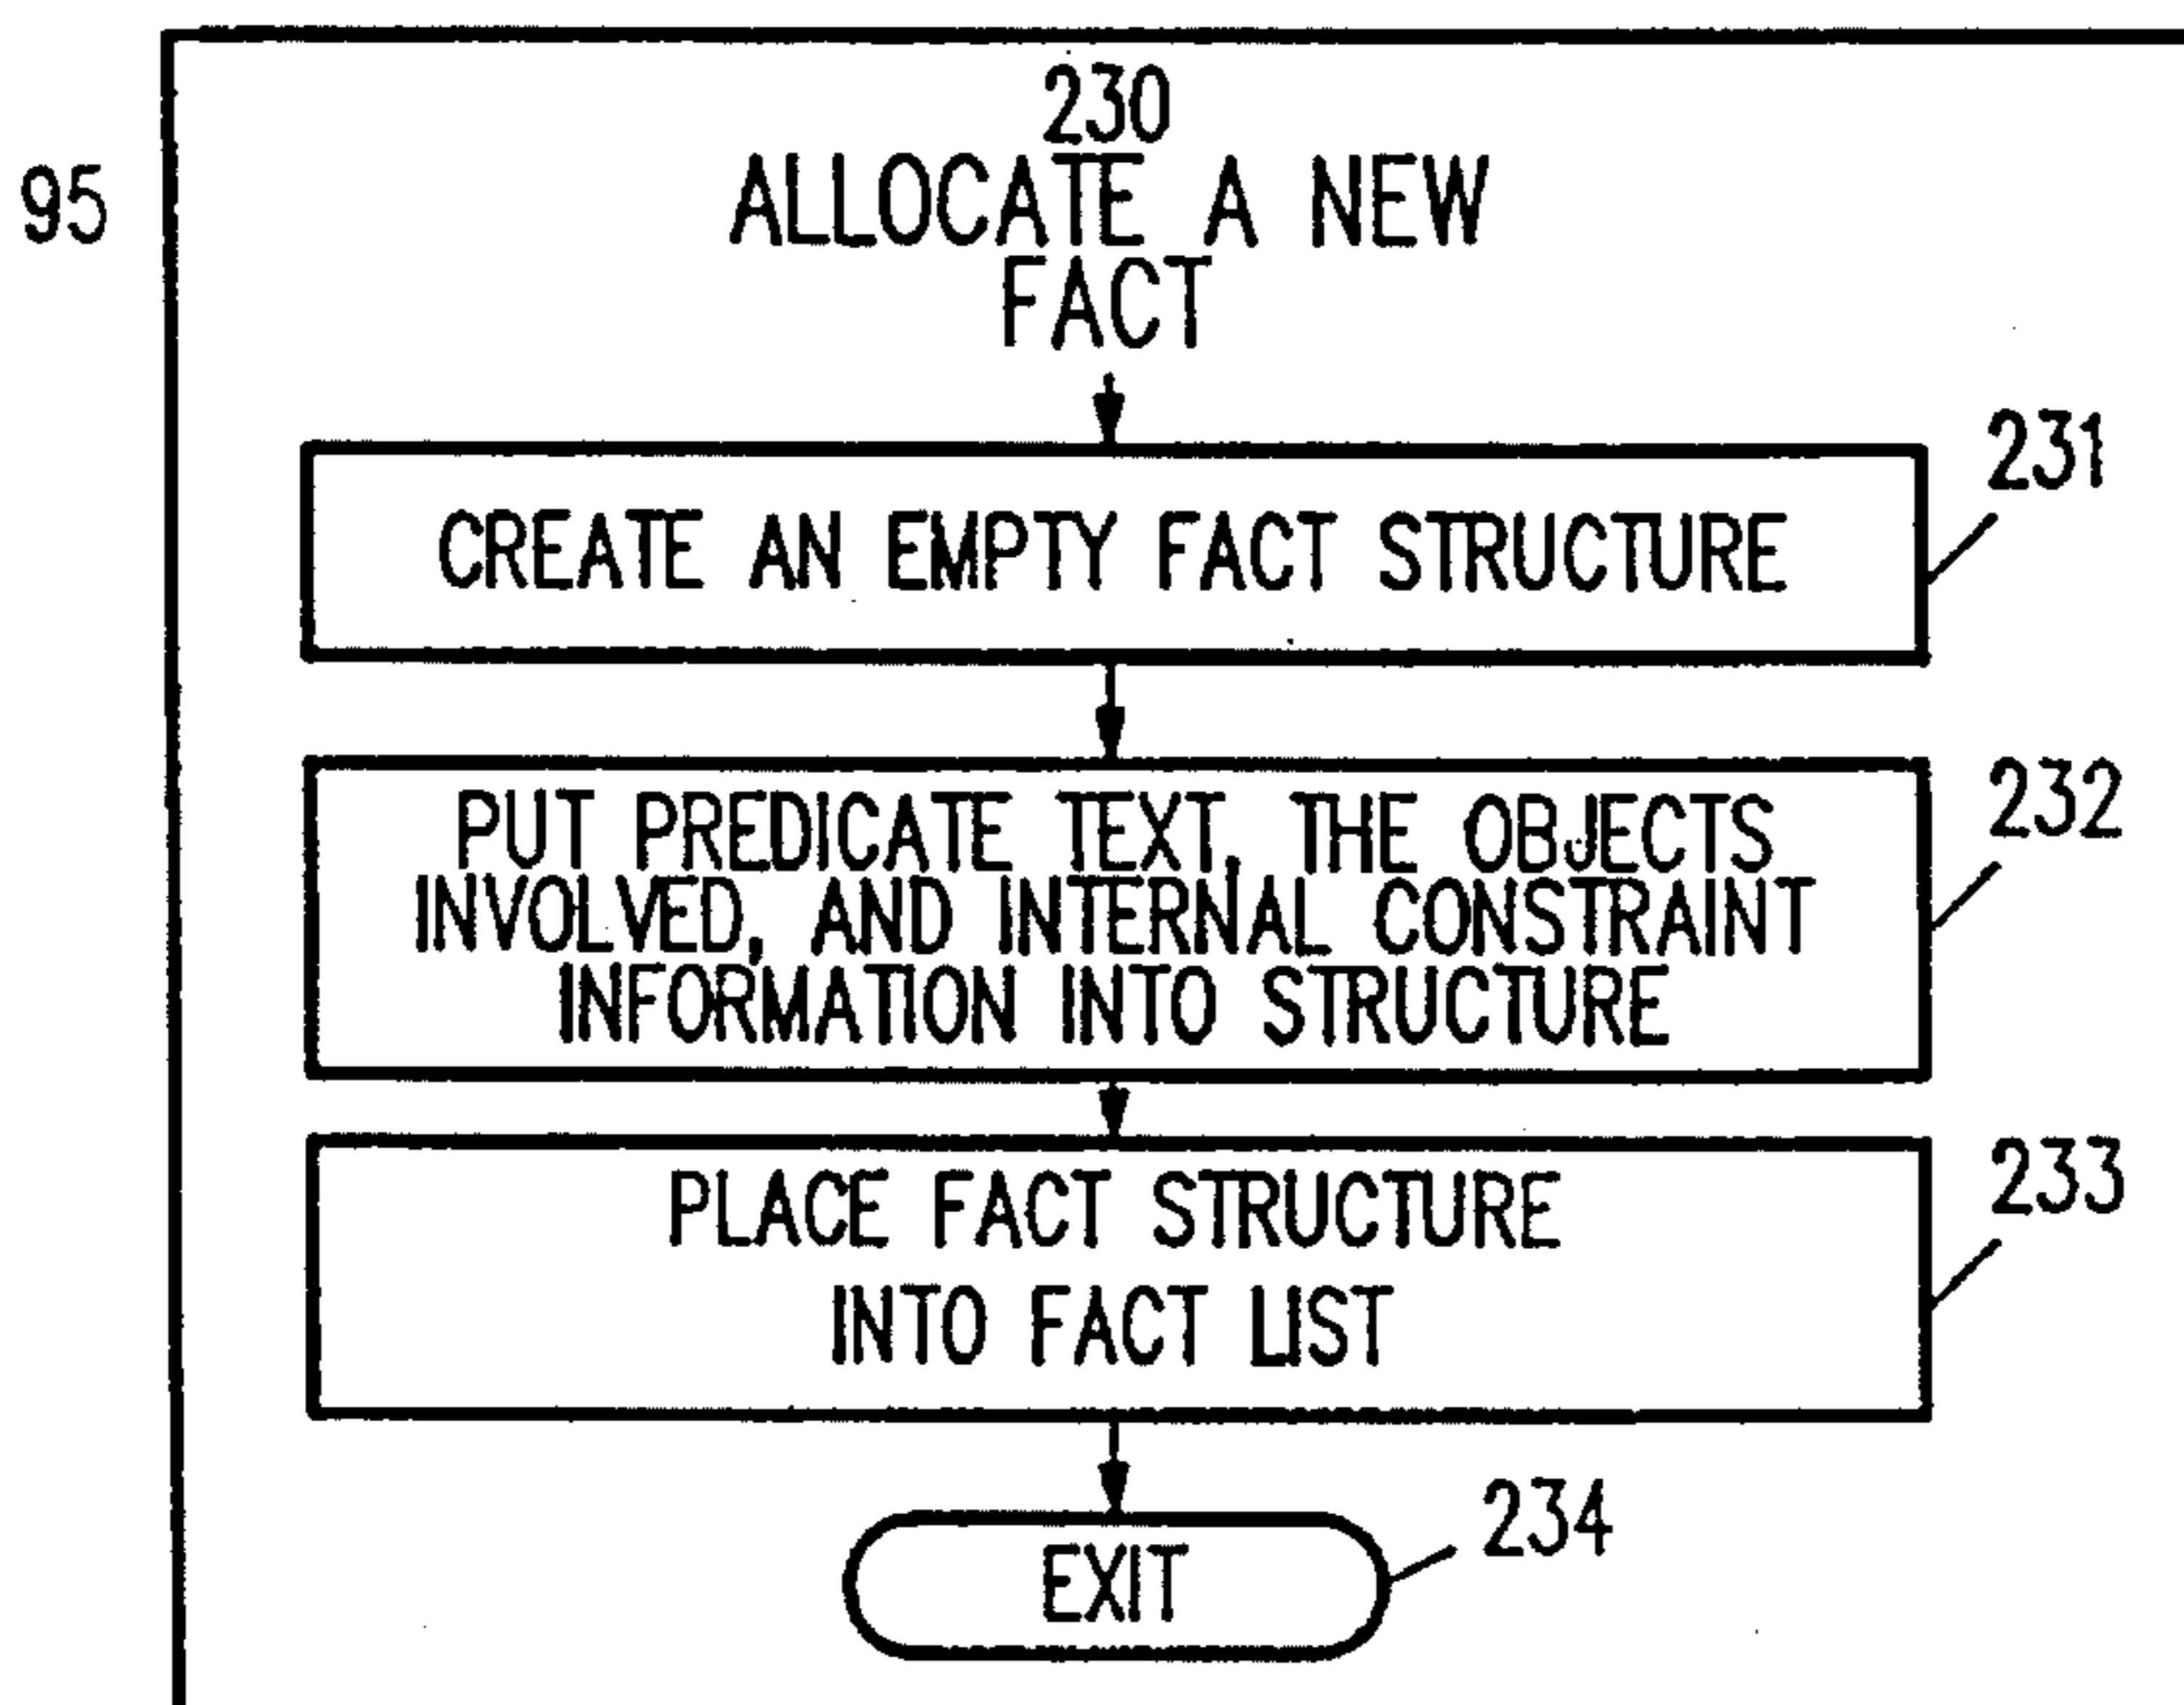 230
95
ALLOCATE A NEW
FACT
231
CREATE AN EMPTY FACT STRUCTURE
232
PUT PREDICATE TEXT, THE OBJECTS
INVOLVED, AND INTERNAL CONSTRAINT
INFORMATION INTO STRUCTURE
233
PLACE FACT STRUCTURE
INTO FACT LIST
234
EXIT